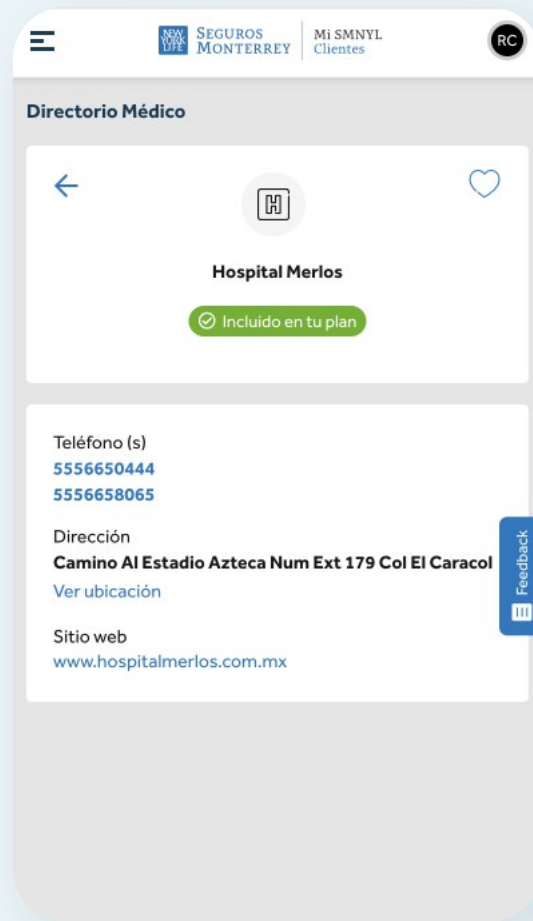 NEW YORK LIFE
SEGUROS
MONTERREY
Mi SMNYL
Clientes
RC
Directorio Médico
H
Hospital Merlos
Incluido en tu plan
Teléfono (s)
5556650444
5556658065
Dirección
Camino Al Estadio Azteca Num Ext 179 Col El Caracol
Ver ubicación
Sitio web
www.hospitalmerlos.com.mx
Feedback